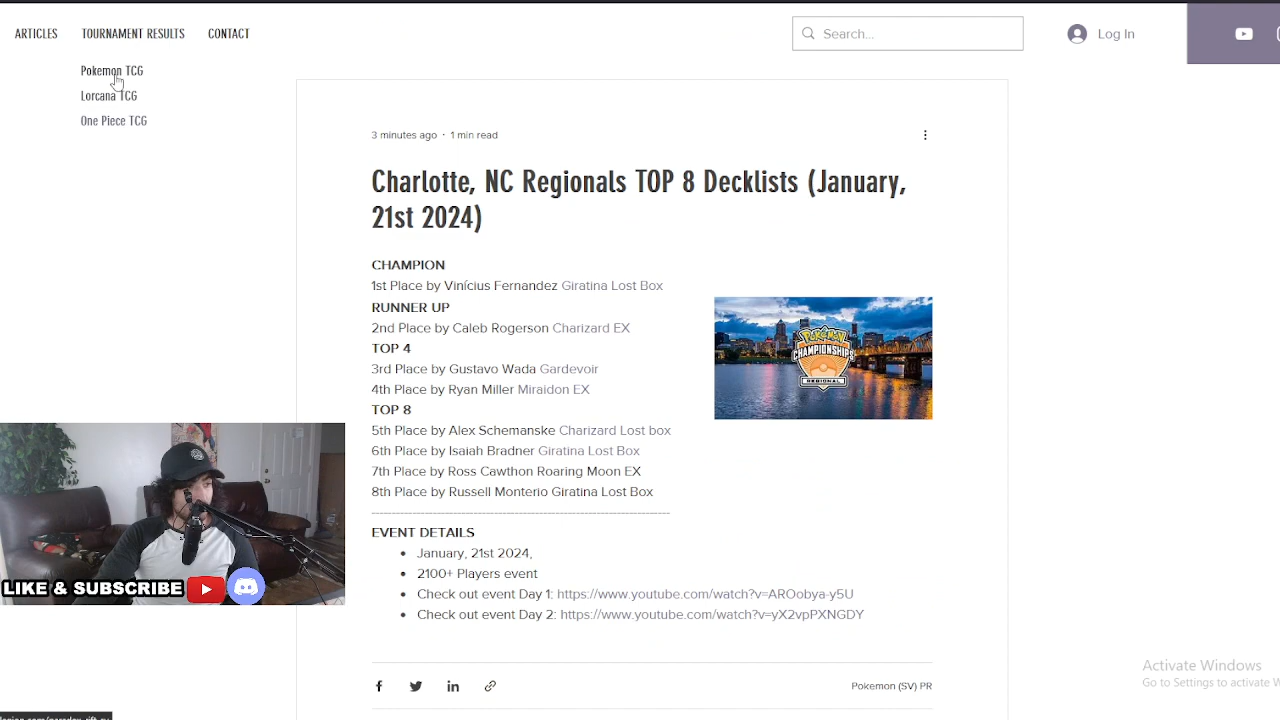 ARTICLES TOURNAMENT RESULTS CONTACT Search... Log In
Pokemon TCG
Lorcana TCG
One Piece TCG
3 minutes ago · 1 min read
Charlotte, NC Regionals TOP 8 Decklists (January,
21st 2024)
CHAMPION
1st Place by Vinícius Fernandez Giratina Lost Box
RUNNER UP
2nd Place by Caleb Rogerson Charizard EX
TOP 4
3rd Place by Gustavo Wada Gardevoir
4th Place by Ryan Miller Miraidon EX
TOP 8
5th Place by Alex Schemanske Charizard Lost box
6th Place by Isaiah Bradner Giratina Lost Box
7th Place by Ross Cawthon Roaring Moon EX
8th Place by Russell Monterio Giratina Lost Box
Pokémon
CHAMPIONSHIPS
REGIONAL
EVENT DETAILS
January, 21st 2024,
2100+ Players event
Check out event Day 1: https://www.youtube.com/watch?v=AROobya-y5U
Check out event Day 2: https://www.youtube.com/watch?v=yX2vpPXNGDY
LIKE & SUBSCRIBE
Pokemon (SV) PR
Activate Windows
Go to Settings to activate W